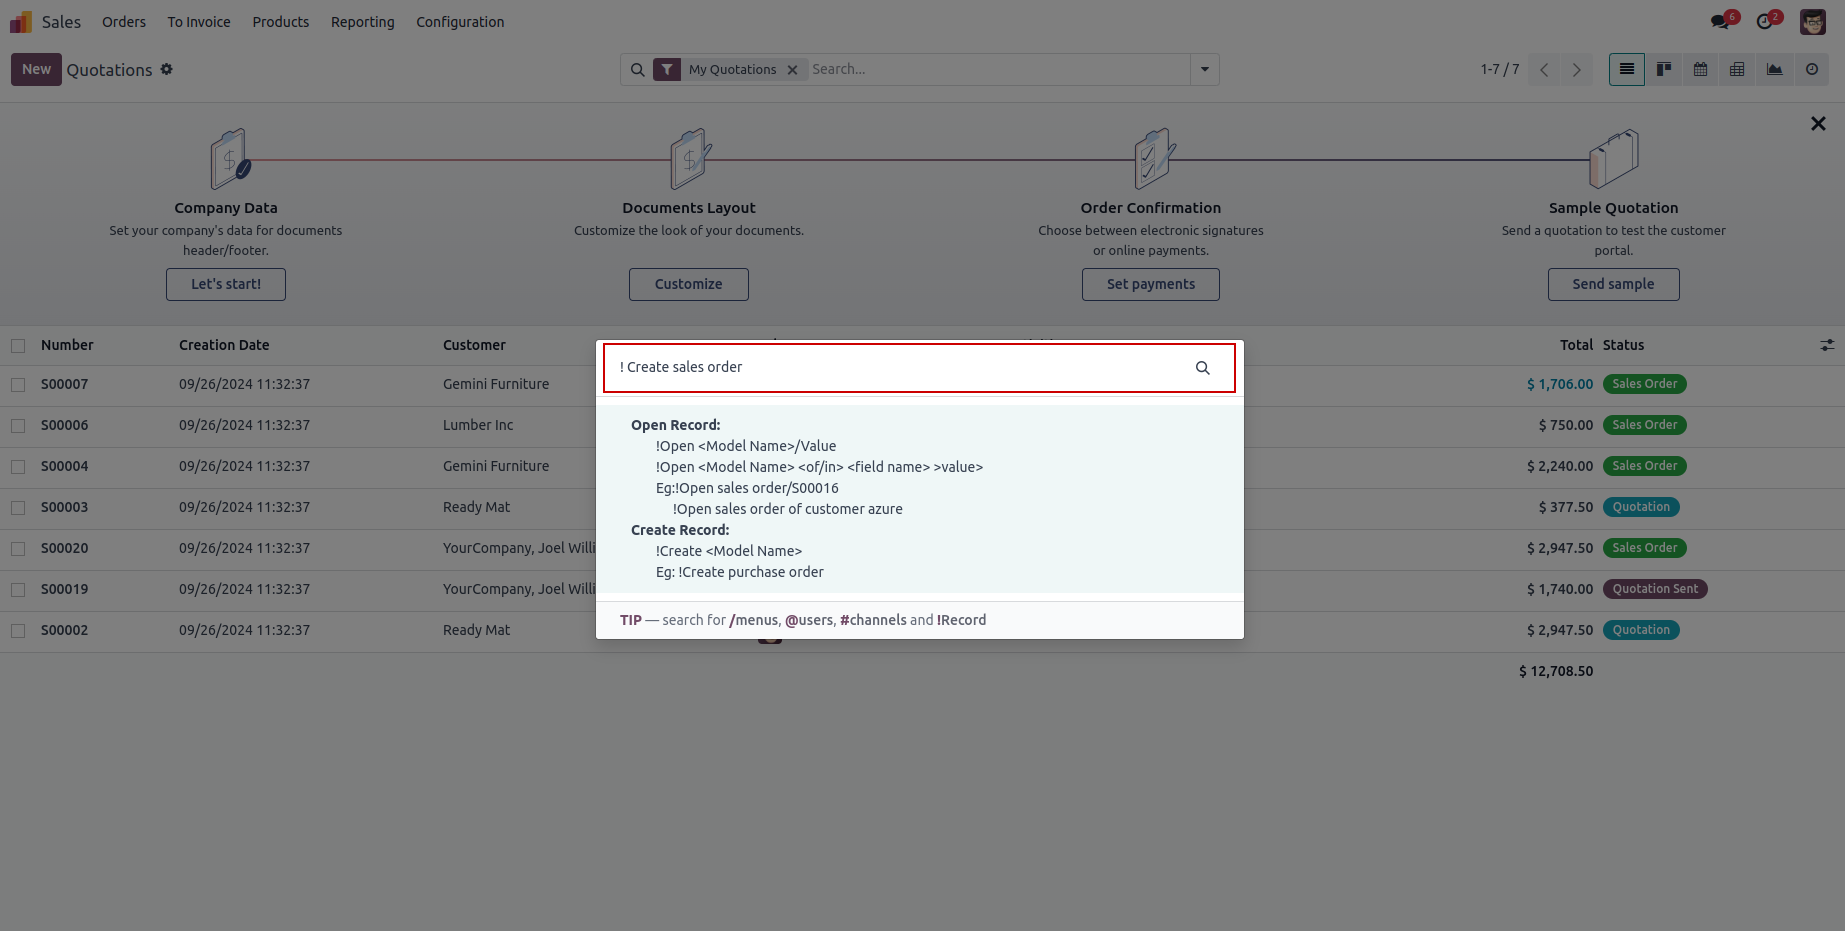 Sales Orders To Invoice Products Reporting Configuration 6 2
New Quotations My Quotations Search... 1-7 / 7
Company Data Documents Layout Order Confirmation Sample Quotation
Set your company's data for documents Customize the look of your documents. Choose between electronic signatures Send a quotation to test the customer
header/footer. or online payments. portal.
Let's start! Customize Set payments Send sample
Number Creation Date Customer Total Status
S00007 09/26/2024 11:32:37 Gemini Furniture $ 1,706.00 Sales Order
S00006 09/26/2024 11:32:37 Lumber Inc $ 750.00 Sales Order
S00004 09/26/2024 11:32:37 Gemini Furniture $ 2,240.00 Sales Order
S00003 09/26/2024 11:32:37 Ready Mat $ 377.50 Quotation
S00020 09/26/2024 11:32:37 YourCompany, Joel Willi $ 2,947.50 Sales Order
S00019 09/26/2024 11:32:37 YourCompany, Joel Willi $ 1,740.00 Quotation Sent
S00002 09/26/2024 11:32:37 Ready Mat $ 2,947.50 Quotation
$ 12,708.50
! Create sales order
Open Record:
!Open <Model Name>/Value
!Open <Model Name> <of/in> <field name> >value>
Eg:!Open sales order/S00016
!Open sales order of customer azure
Create Record:
!Create <Model Name>
Eg: !Create purchase order
TIP — search for /menus, @users, #channels and !Record